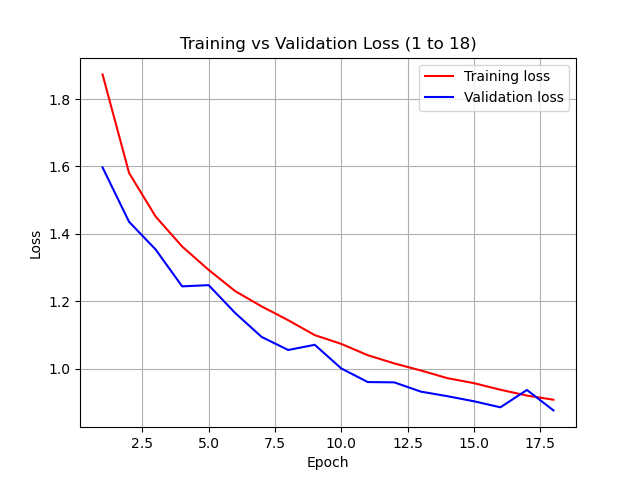 Training vs Validation Loss (1 to 18)
Training loss
Validation loss
Loss
1.8
1.6
1.4
1.2
1.0
2.5 5.0 7.5 10.0 12.5 15.0 17.5
Epoch